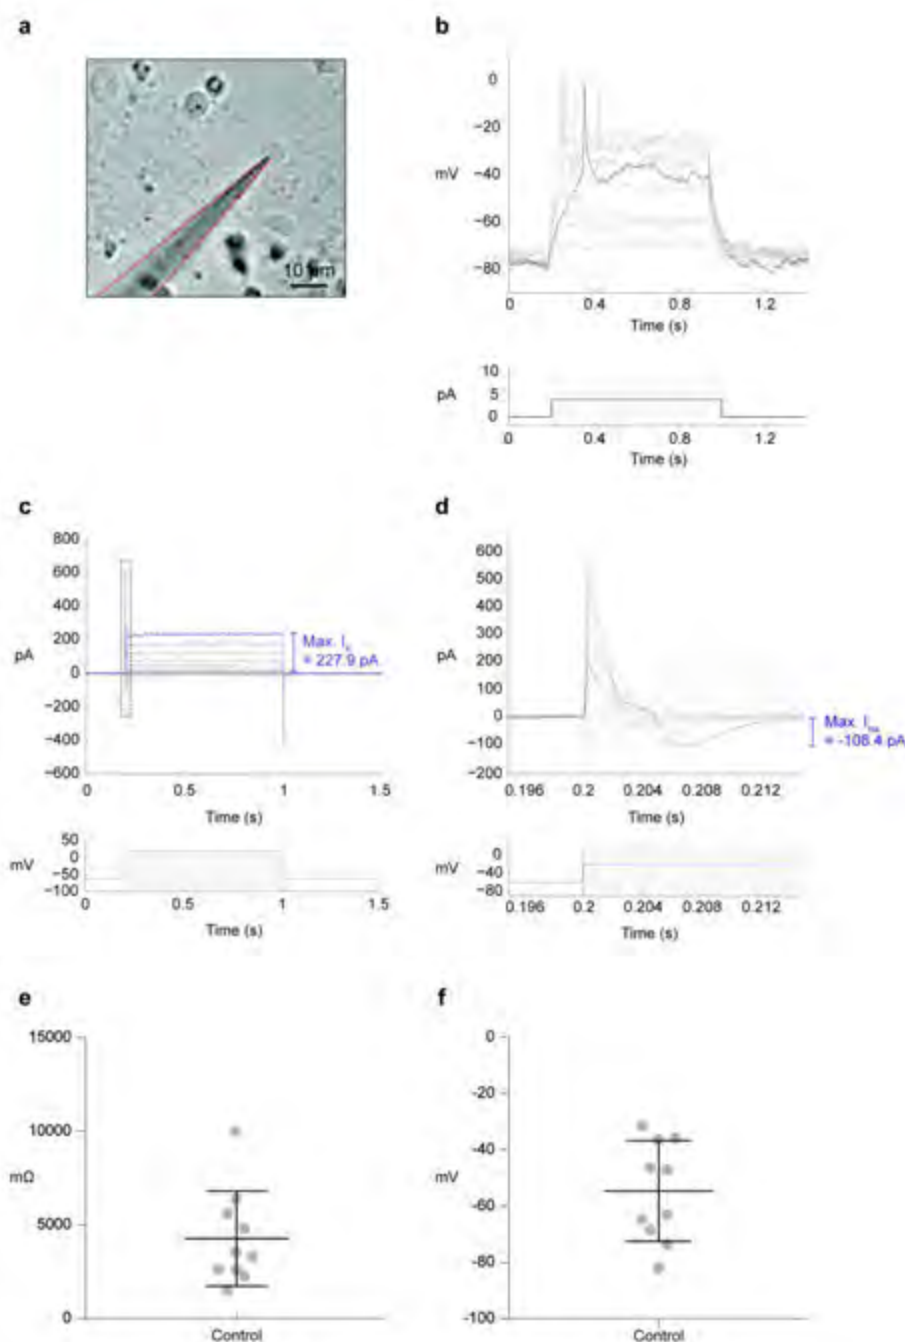 a
10 µm
b
0
−20
mV
−40
−60
−80
0
0.4
0.8
1.2
Time (s)
10
pA
5
0
0
0.4
0.8
1.2
Time (s)
c
800
600
400
200
pA
0
−200
−400
−600
Max. I
= 227.9 pA
0
0.5
1
1.5
Time (s)
50
0
mV
−50
−100
0
0.5
1
1.5
Time (s)
d
600
500
400
300
pA
200
100
0
−100
−200
Max. I
= -108.4 pA
0.196
0.2
0.204
0.208
0.212
Time (s)
0
mV
−40
−80
0.196
0.2
0.204
0.208
0.212
Time (s)
e
15000
10000
mΩ
5000
0
Control
f
0
-20
-40
mV
-60
-80
-100
Control